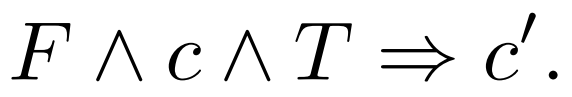 F ∧ c ∧ T ⇒ c′.